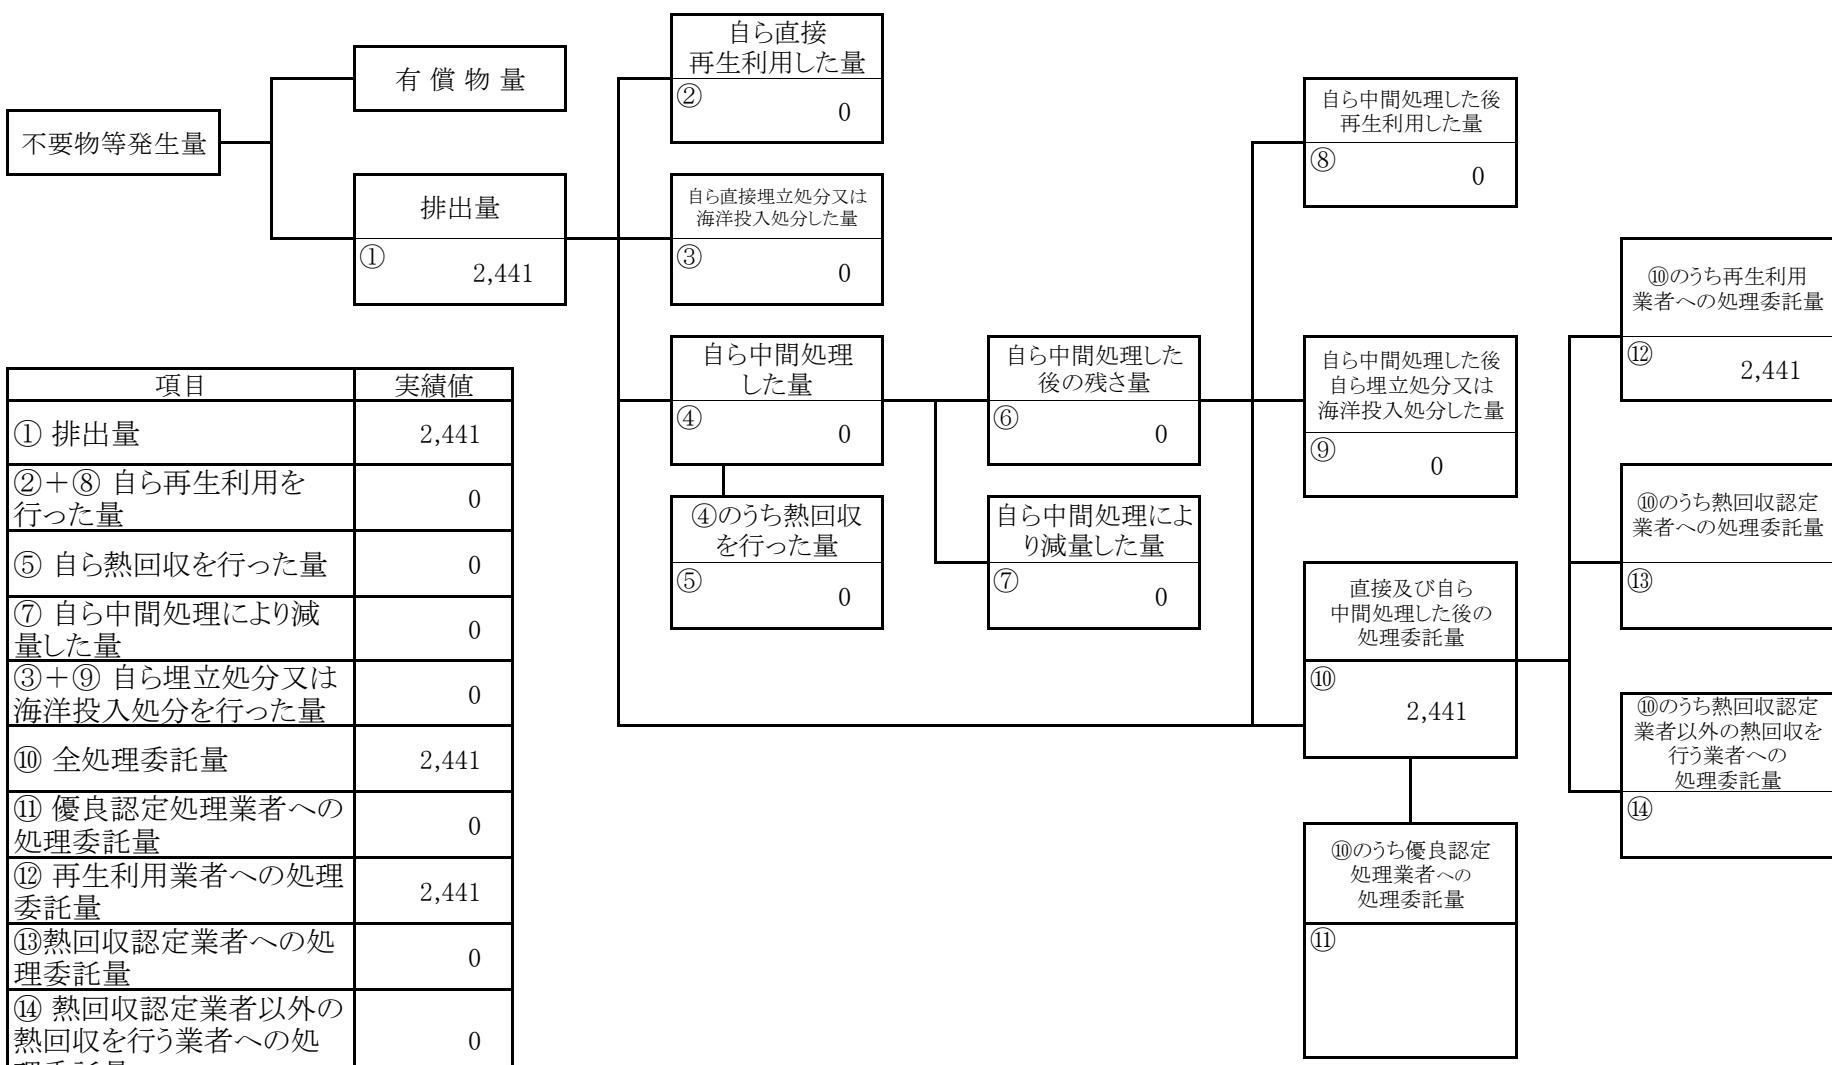 不要物等発生量
有 償 物 量
排出量
①
2,441
自ら直接
再生利用した量
②
0
自ら直接埋立処分又は
海洋投入処分した量
③
0
自ら中間処理
した量
④
0
④のうち熱回収
を行った量
⑤
0
自ら中間処理した
後の残さ量
⑥
0
自ら中間処理によ
り減量した量
⑦
0
自ら中間処理した後
再生利用した量
⑧
0
自ら中間処理した後
自ら埋立処分又は
海洋投入処分した量
⑨
0
直接及び自ら
中間処理した後の
処理委託量
⑩
2,441
⑩のうち優良認定
処理業者への
処理委託量
⑪
⑩のうち再生利用
業者への処理委託量
⑫
2,441
⑩のうち熱回収認定
業者への処理委託量
⑬
⑩のうち熱回収認定
業者以外の熱回収を
行う業者への
処理委託量
⑭
項目 実績値
① 排出量 2,441
②＋⑧ 自ら再生利用を
行った量 0
⑤ 自ら熱回収を行った量 0
⑦ 自ら中間処理により減
量した量 0
③＋⑨ 自ら埋立処分又は
海洋投入処分を行った量 0
⑩ 全処理委託量 2,441
⑪ 優良認定処理業者への
処理委託量 0
⑫ 再生利用業者への処理
委託量 2,441
⑬熱回収認定業者への処
理委託量 0
⑭ 熱回収認定業者以外の
熱回収を行う業者への処 0